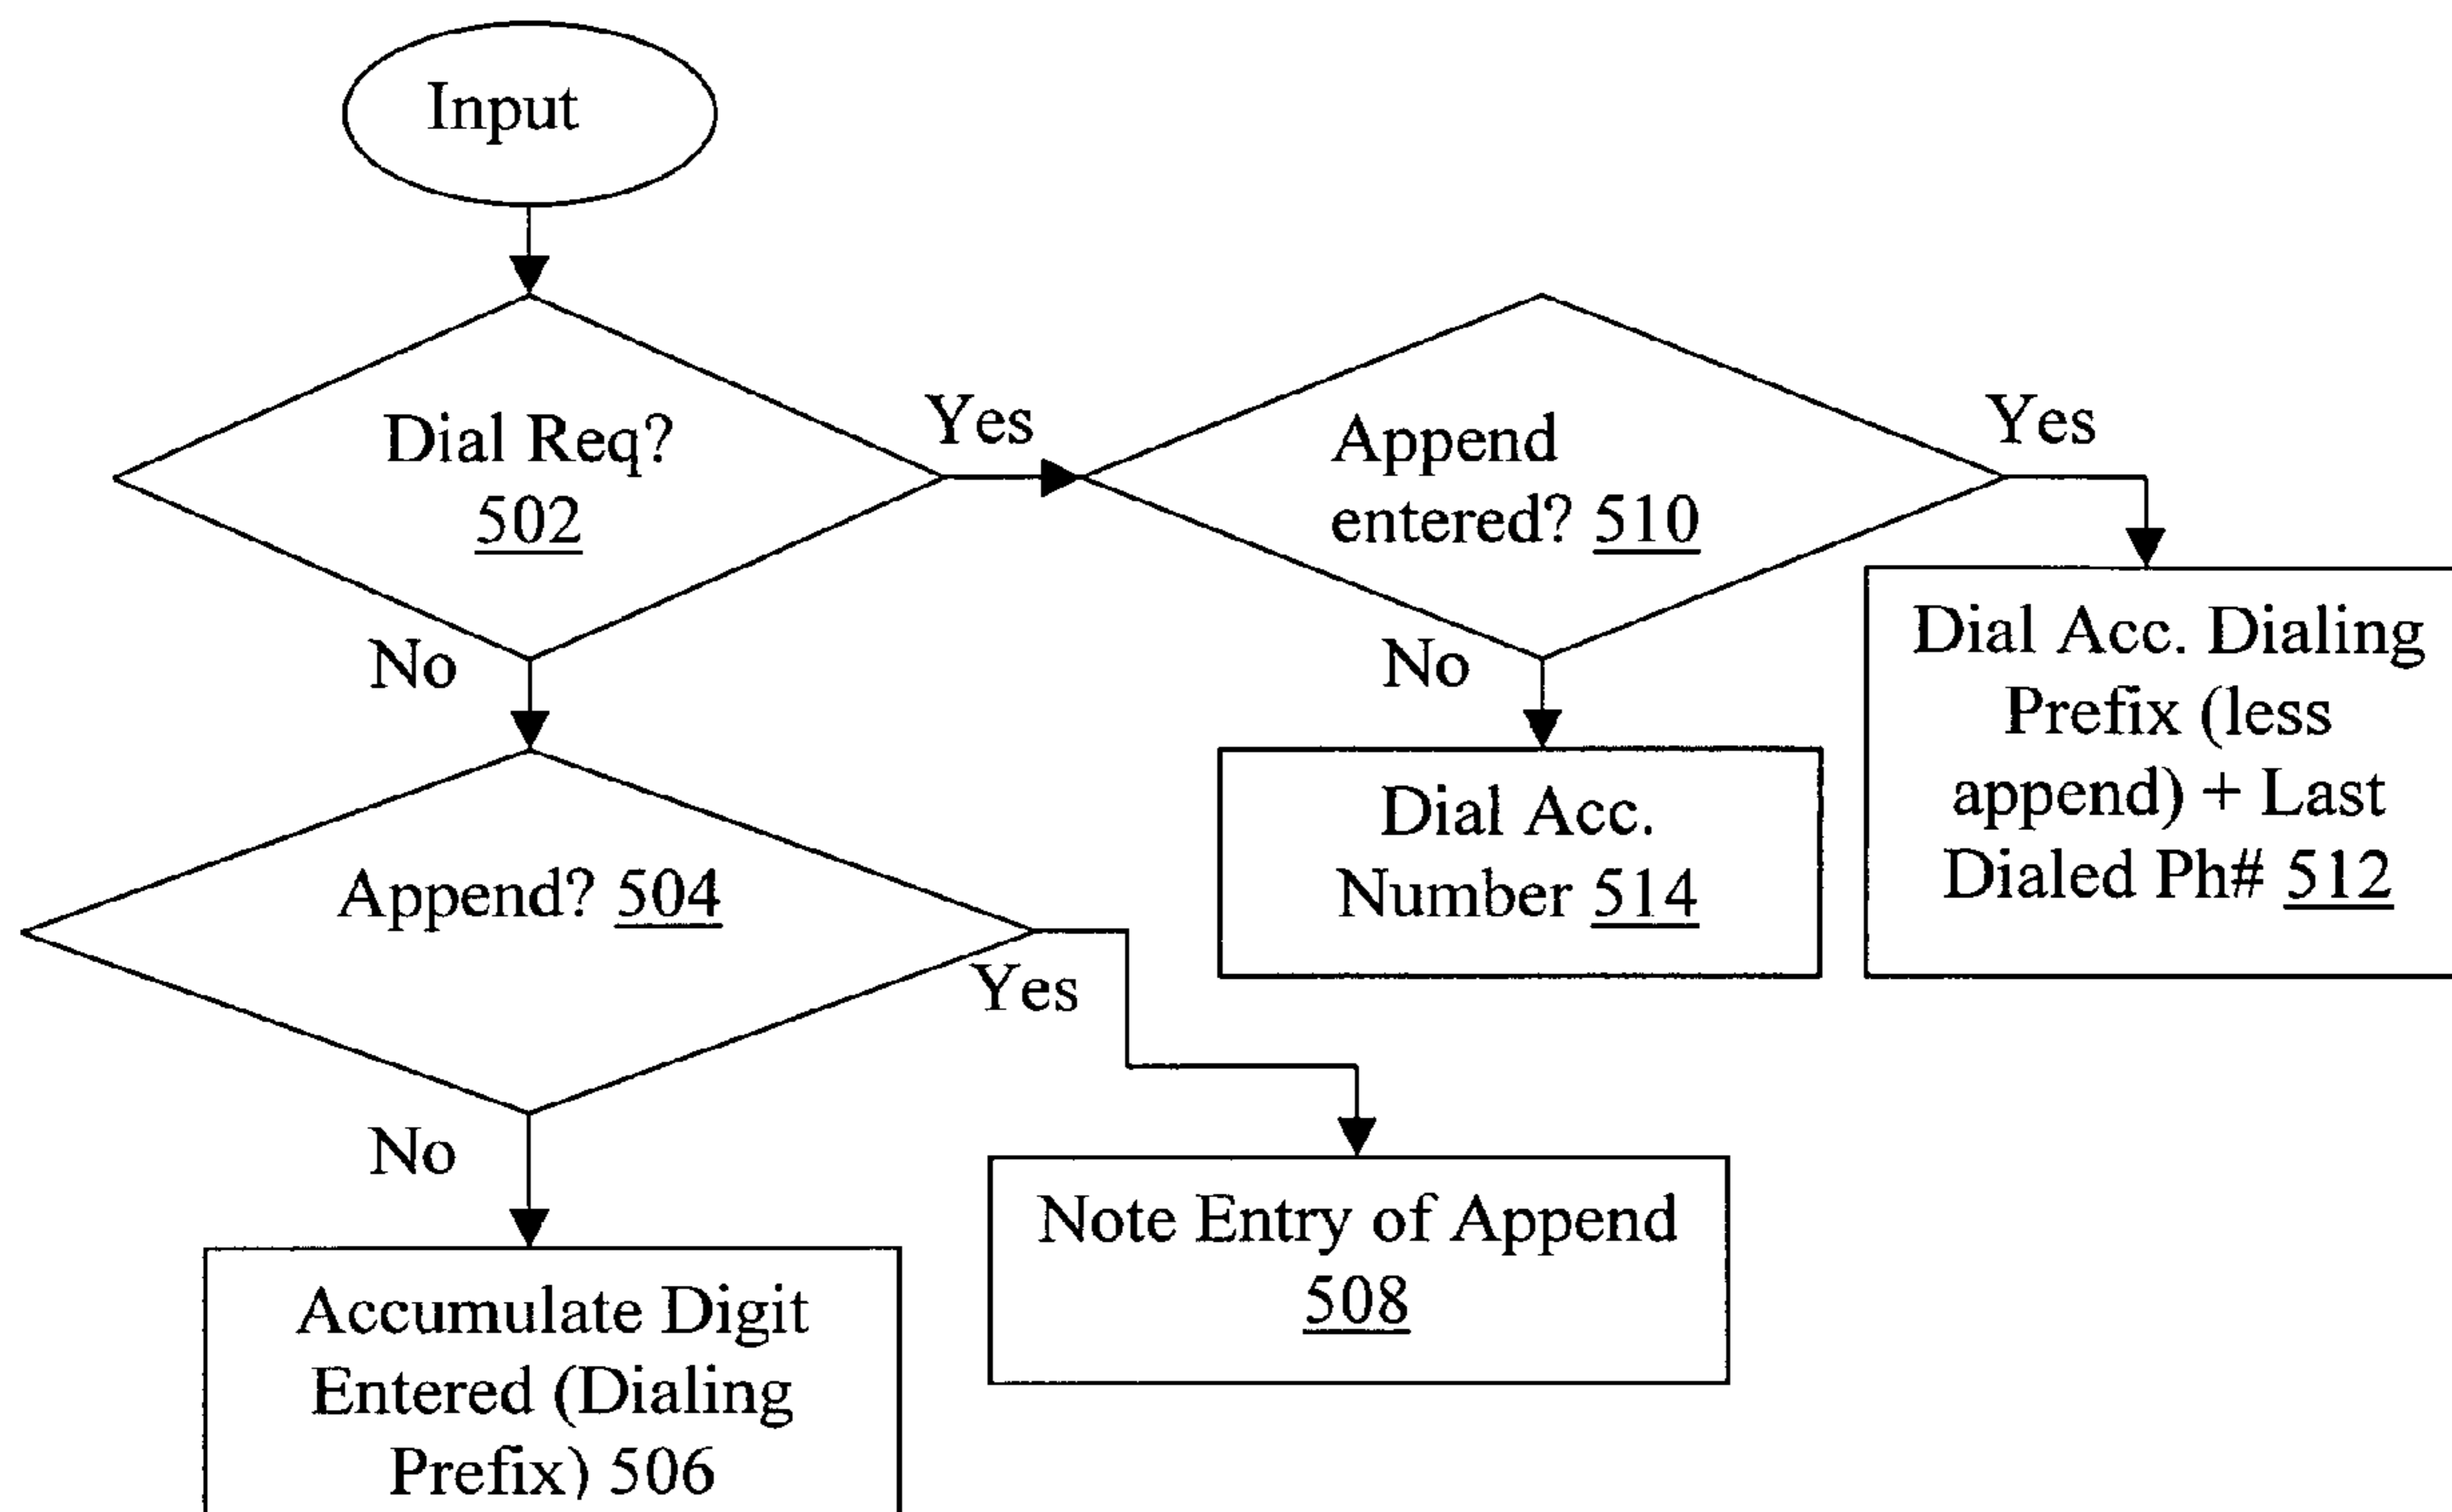 Input
Dial Req?
502
Yes
Append
entered? 510
Yes
No
No
Dial Acc. Dialing
Prefix (less
append) + Last
Dialed Ph# 512
Dial Acc.
Number 514
Append? 504
Yes
No
Note Entry of Append
508
Accumulate Digit
Entered (Dialing
Prefix) 506